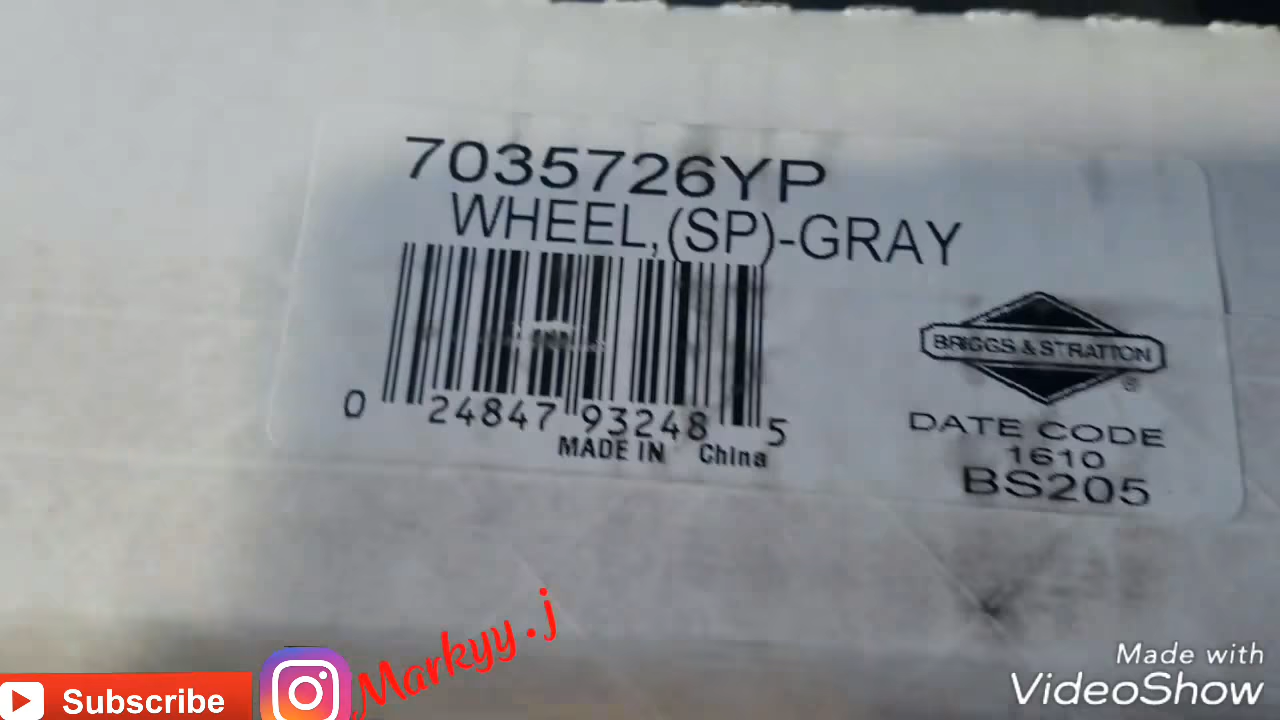 7035726YP
WHEEL,(SP)-GRAY
0 24847 93248 5
MADE IN China
BRIGGS & STRATTON
®
DATE CODE
1610
BS205
Markyy.j
Subscribe
Made with
VideoShow